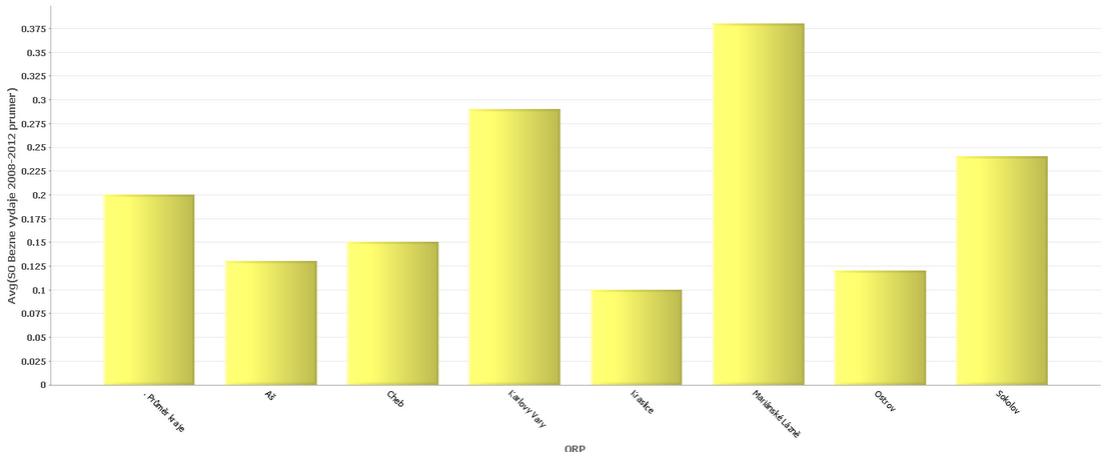 Avg(SO Bezne vydaje 2008-2012 prumer)
0.375
0.35
0.325
0.3
0.275
0.25
0.225
0.2
0.175
0.15
0.125
0.1
0.075
0.05
0.025
0
. Průměr kraje
Aš
Cheb
Karlovy Vary
Kraslice
Mariánské Lázně
Ostrov
Sokolov
ORP